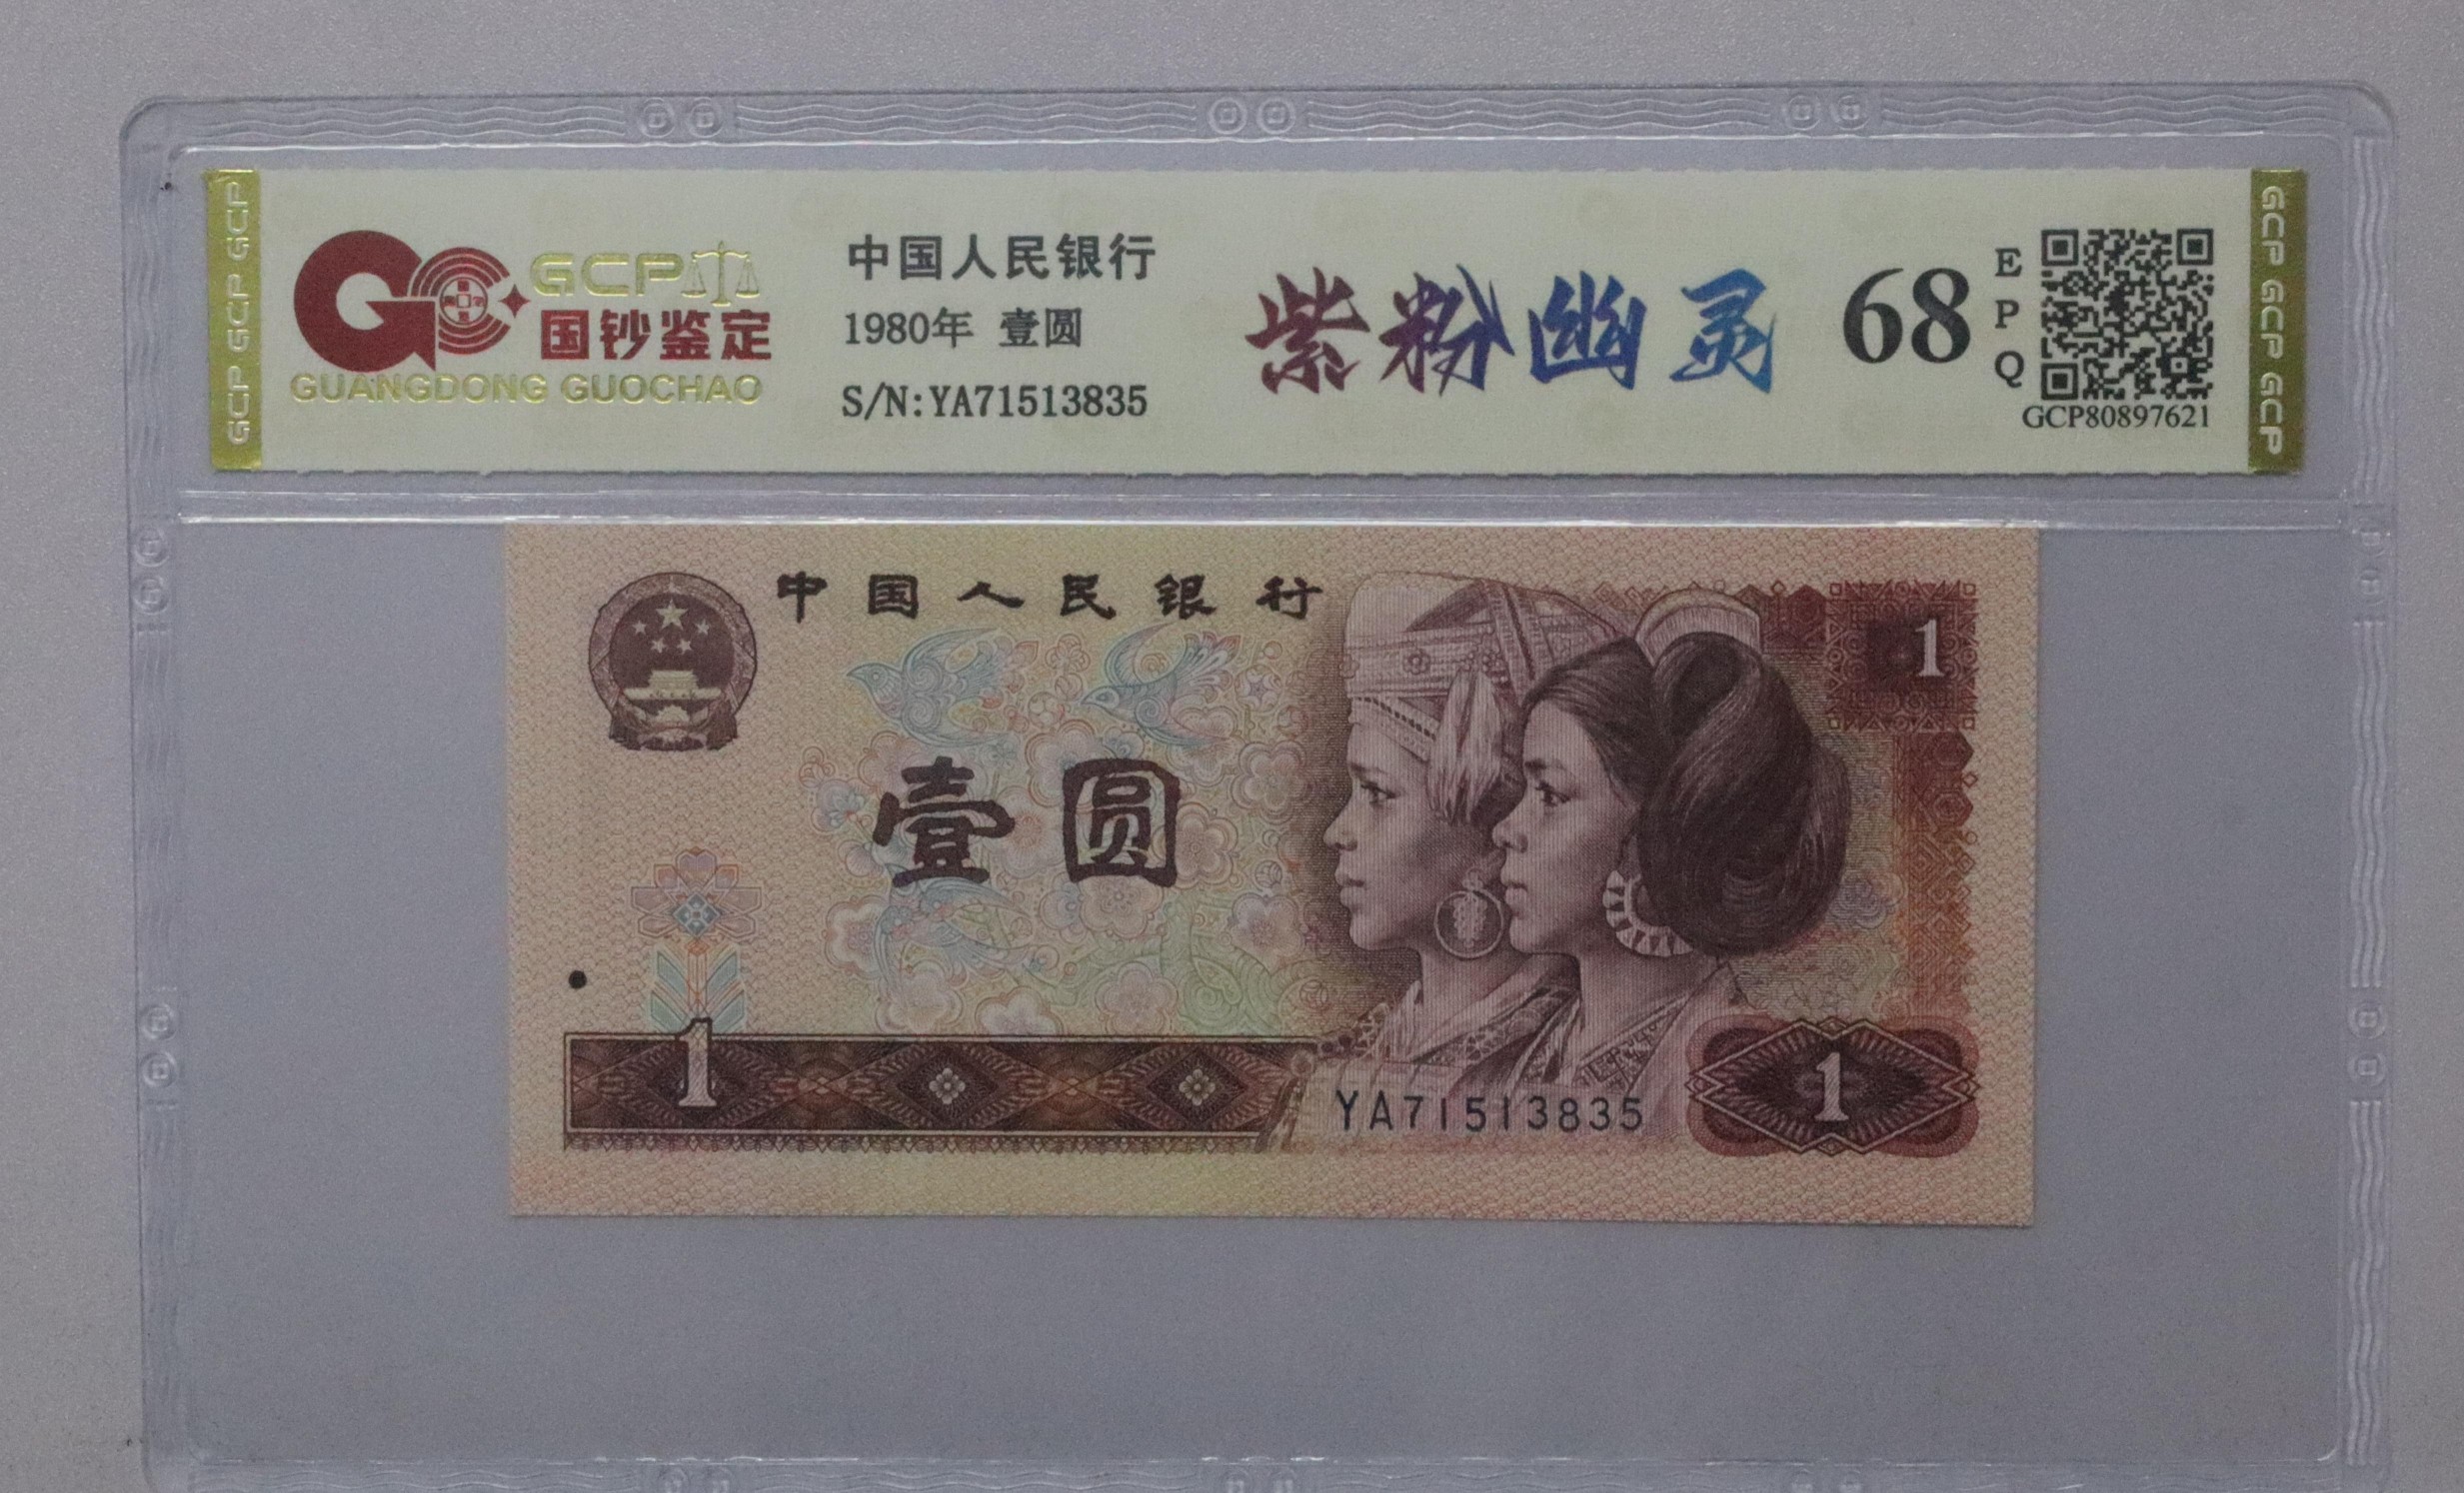 GCP GCP GCP
GCP
国钞鉴定
GUANGDONG GUOCHAO
中国人民银行
1980年 壹圆
S/N:YA71513835
紫粉幽灵
68
E
P
Q
GCP80897621
GCP GCP GCP
中国人民银行
1
壹圆
1
YA71513835
1